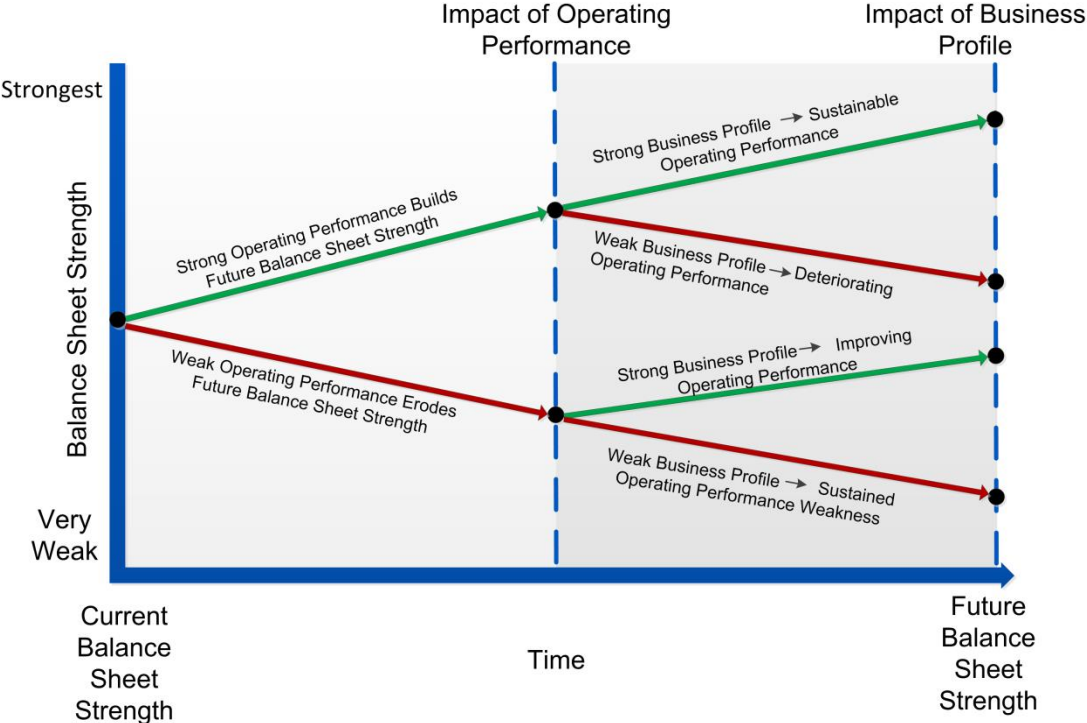 Impact of Operating
Performance
Impact of Business
Profile
Strongest
Balance Sheet Strength
Very
Weak
Strong Operating Performance Builds
Future Balance Sheet Strength
Weak Operating Performance Erodes
Future Balance Sheet Strength
Strong Business Profile → Sustainable
Operating Performance
Weak Business Profile → Deteriorating
Operating Performance
Strong Business Profile → Improving
Operating Performance
Weak Business Profile → Sustained
Operating Performance Weakness
Current
Balance
Sheet
Strength
Time
Future
Balance
Sheet
Strength